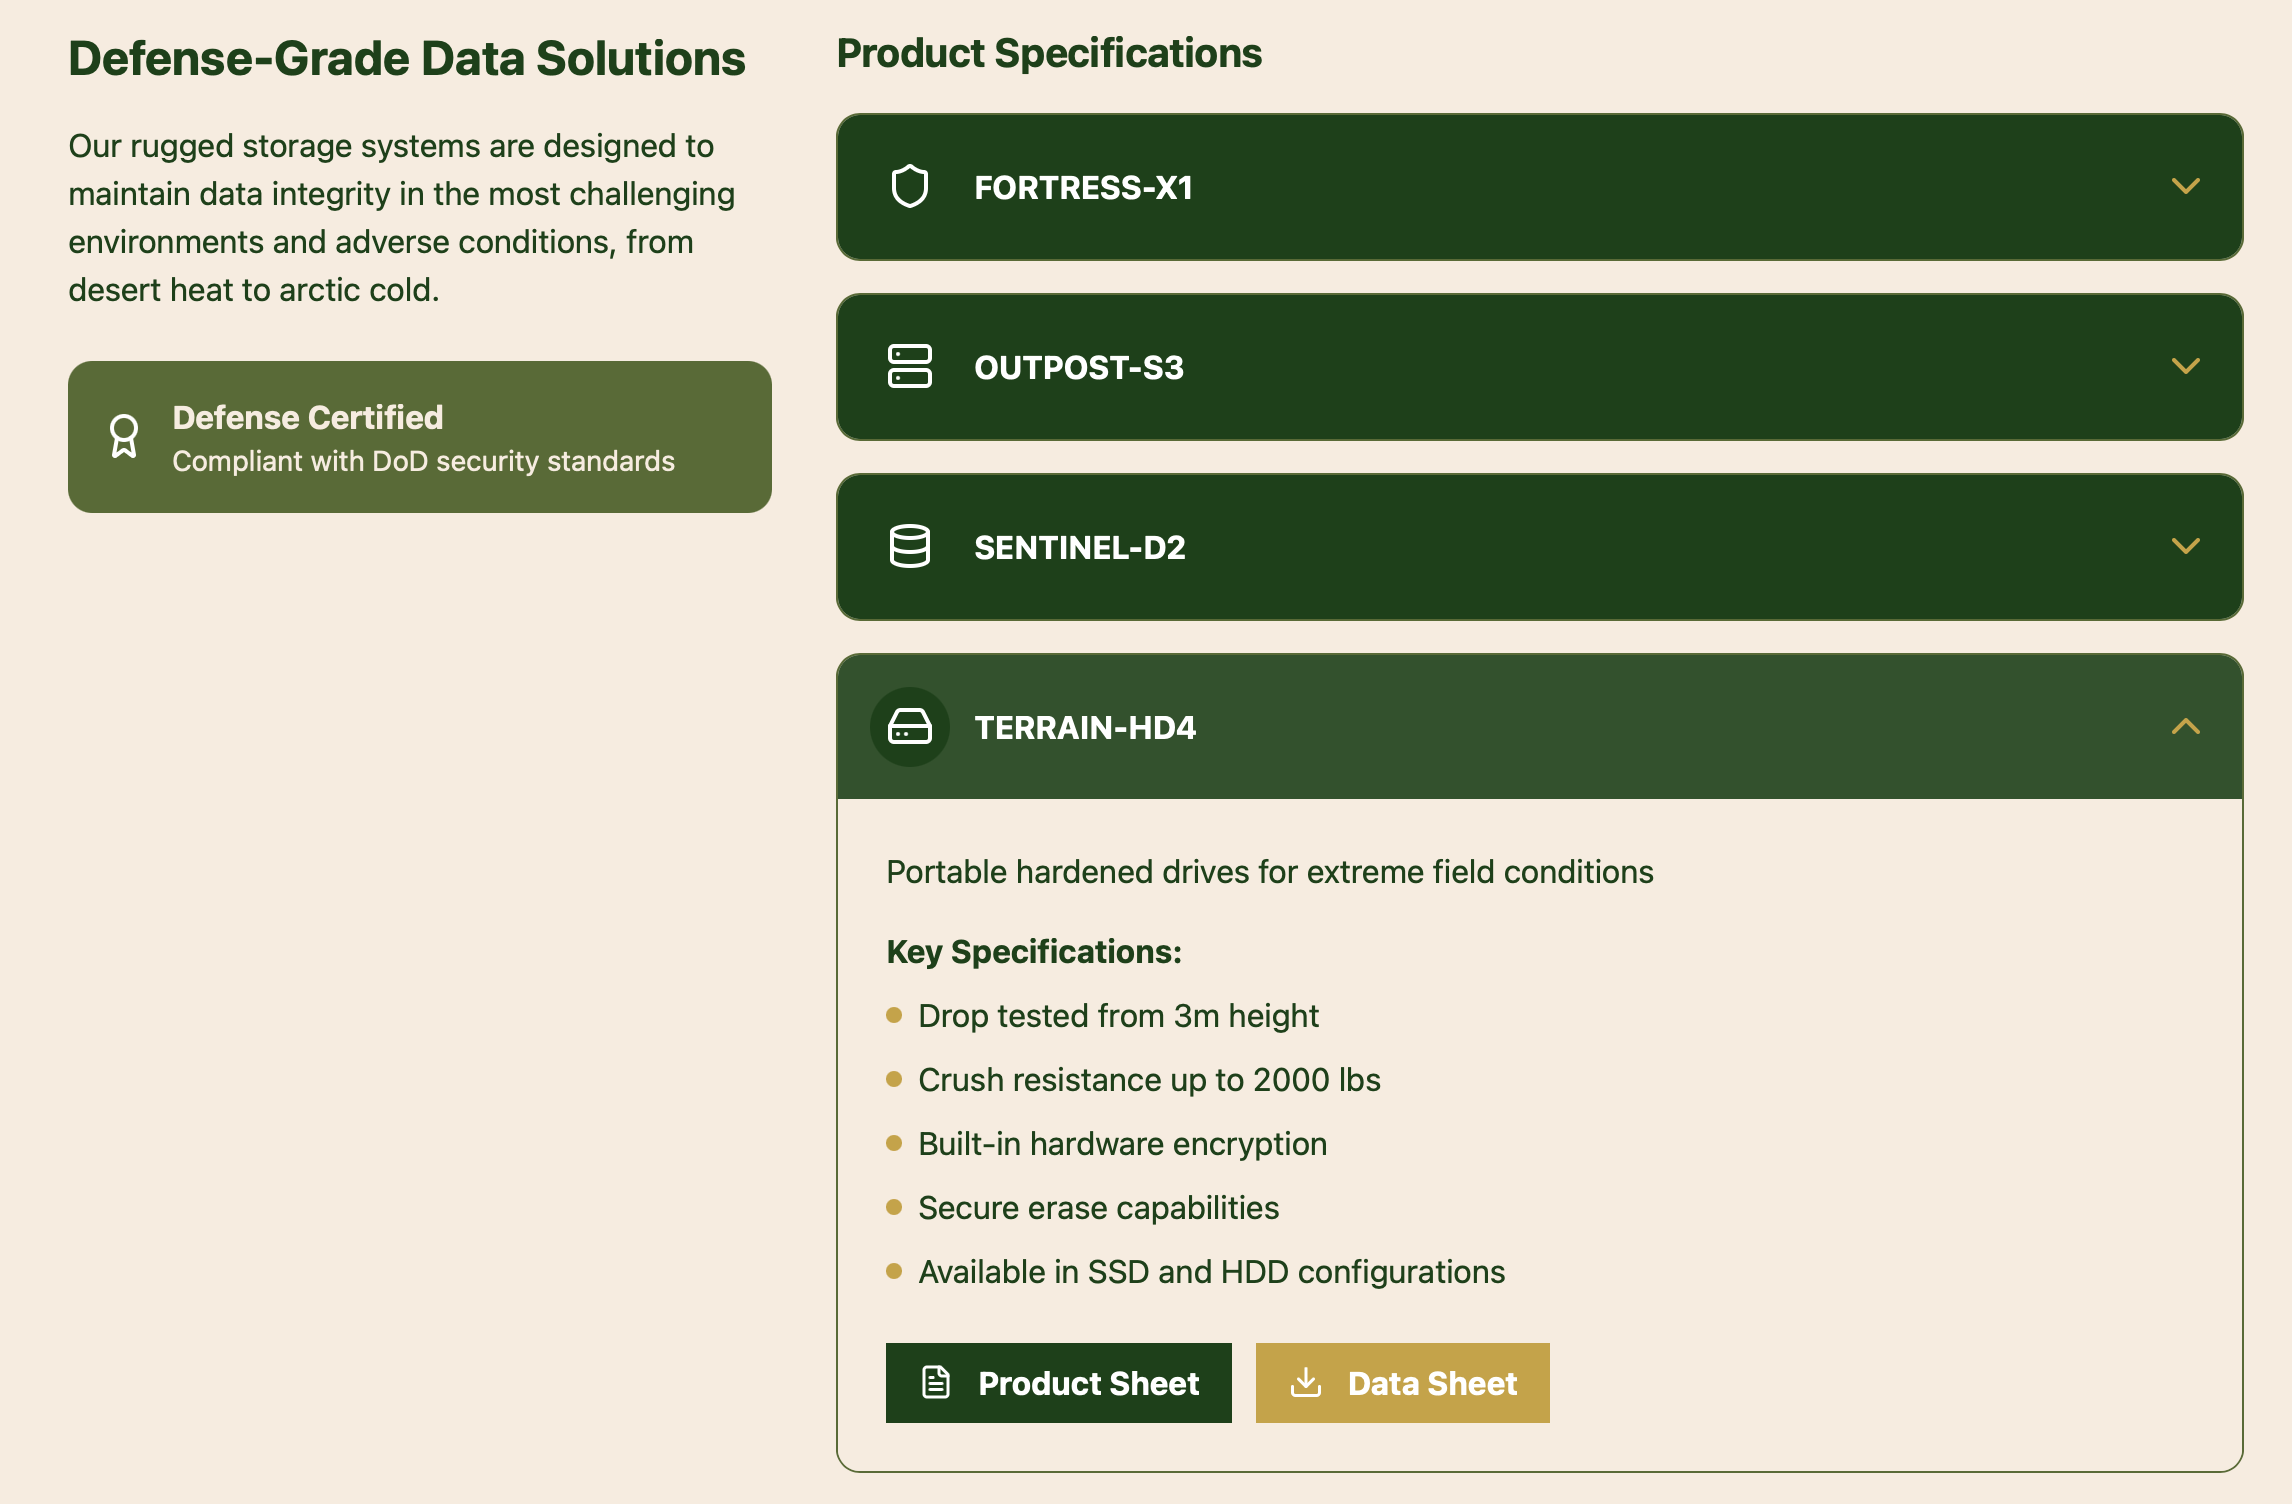 Defense-Grade Data Solutions
Our rugged storage systems are designed to
maintain data integrity in the most challenging
environments and adverse conditions, from
desert heat to arctic cold.
Defense Certified
Compliant with DoD security standards
Product Specifications
FORTRESS-X1
OUTPOST-S3
SENTINEL-D2
TERRAIN-HD4
Portable hardened drives for extreme field conditions
Key Specifications:
Drop tested from 3m height
Crush resistance up to 2000 lbs
Built-in hardware encryption
Secure erase capabilities
Available in SSD and HDD configurations
Product Sheet
Data Sheet